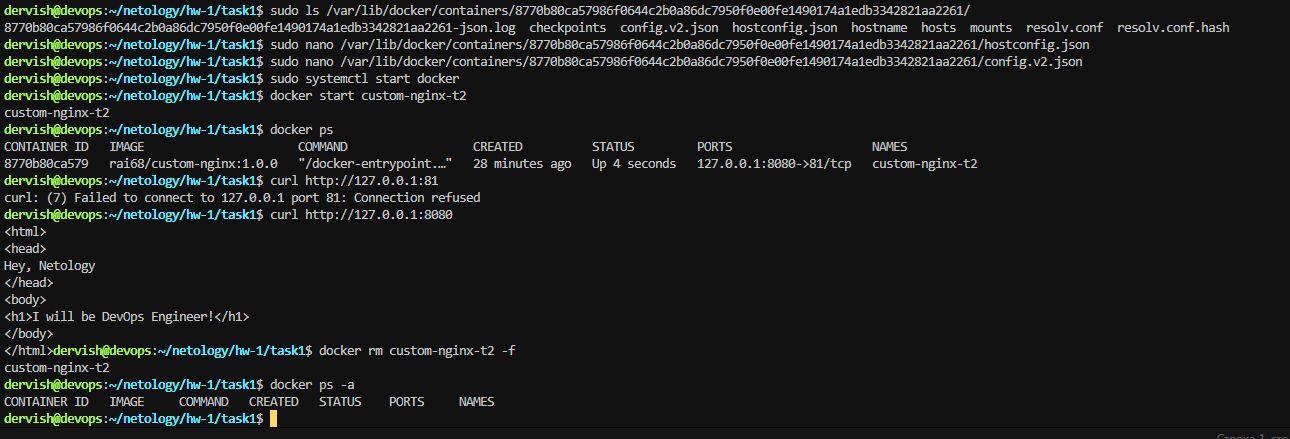 dervish@devops:~/netology/hw-1/task1$ sudo ls /var/lib/docker/containers/8770b80ca57986f0644c2b0a86dc7950f0e00fe1490174a1edb3342821aa2261/
8770b80ca57986f0644c2b0a86dc7950f0e00fe1490174a1edb3342821aa2261-json.log  checkpoints  config.v2.json  hostconfig.json  hostname  hosts  mounts  resolv.conf  resolv.conf.hash
dervish@devops:~/netology/hw-1/task1$ sudo nano /var/lib/docker/containers/8770b80ca57986f0644c2b0a86dc7950f0e00fe1490174a1edb3342821aa2261/hostconfig.json
dervish@devops:~/netology/hw-1/task1$ sudo nano /var/lib/docker/containers/8770b80ca57986f0644c2b0a86dc7950f0e00fe1490174a1edb3342821aa2261/config.v2.json
dervish@devops:~/netology/hw-1/task1$ sudo systemctl start docker
dervish@devops:~/netology/hw-1/task1$ docker start custom-nginx-t2
custom-nginx-t2
dervish@devops:~/netology/hw-1/task1$ docker ps
CONTAINER ID   IMAGE                      COMMAND                  CREATED          STATUS         PORTS                    NAMES
8770b80ca579   rai68/custom-nginx:1.0.0   "/docker-entrypoint.…"   28 minutes ago   Up 4 seconds   127.0.0.1:8080->81/tcp   custom-nginx-t2
dervish@devops:~/netology/hw-1/task1$ curl http://127.0.0.1:81
curl: (7) Failed to connect to 127.0.0.1 port 81: Connection refused
dervish@devops:~/netology/hw-1/task1$ curl http://127.0.0.1:8080
<html>
<head>
Hey, Netology
</head>
<body>
<h1>I will be DevOps Engineer!</h1>
</body>
</html>dervish@devops:~/netology/hw-1/task1$ docker rm custom-nginx-t2 -f
custom-nginx-t2
dervish@devops:~/netology/hw-1/task1$ docker ps -a
CONTAINER ID   IMAGE     COMMAND   CREATED   STATUS    PORTS     NAMES
dervish@devops:~/netology/hw-1/task1$